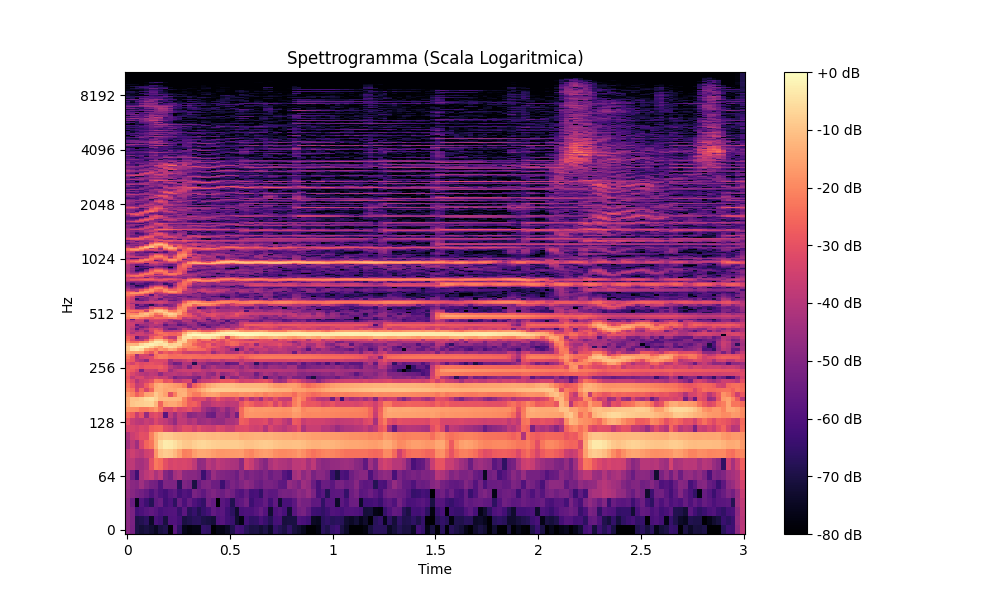 Spettrogramma (Scala Logaritmica)
Hz
8192
4096
2048
1024
512
256
128
64
0
0
0.5
1
1.5
2
2.5
3
Time
+0 dB
-10 dB
-20 dB
-30 dB
-40 dB
-50 dB
-60 dB
-70 dB
-80 dB